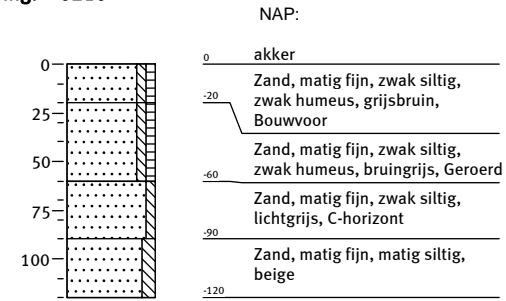 NAP:
0
25
50
75
100
0 akker
Zand, matig fijn, zwak siltig,
-20
zwak humeus, grijsbruin,
Bouwvoor
Zand, matig fijn, zwak siltig,
zwak humeus, bruingrijs, Geroerd
-60
Zand, matig fijn, zwak siltig,
lichtgrijs, C-horizont
-90
Zand, matig fijn, matig siltig,
beige
-120